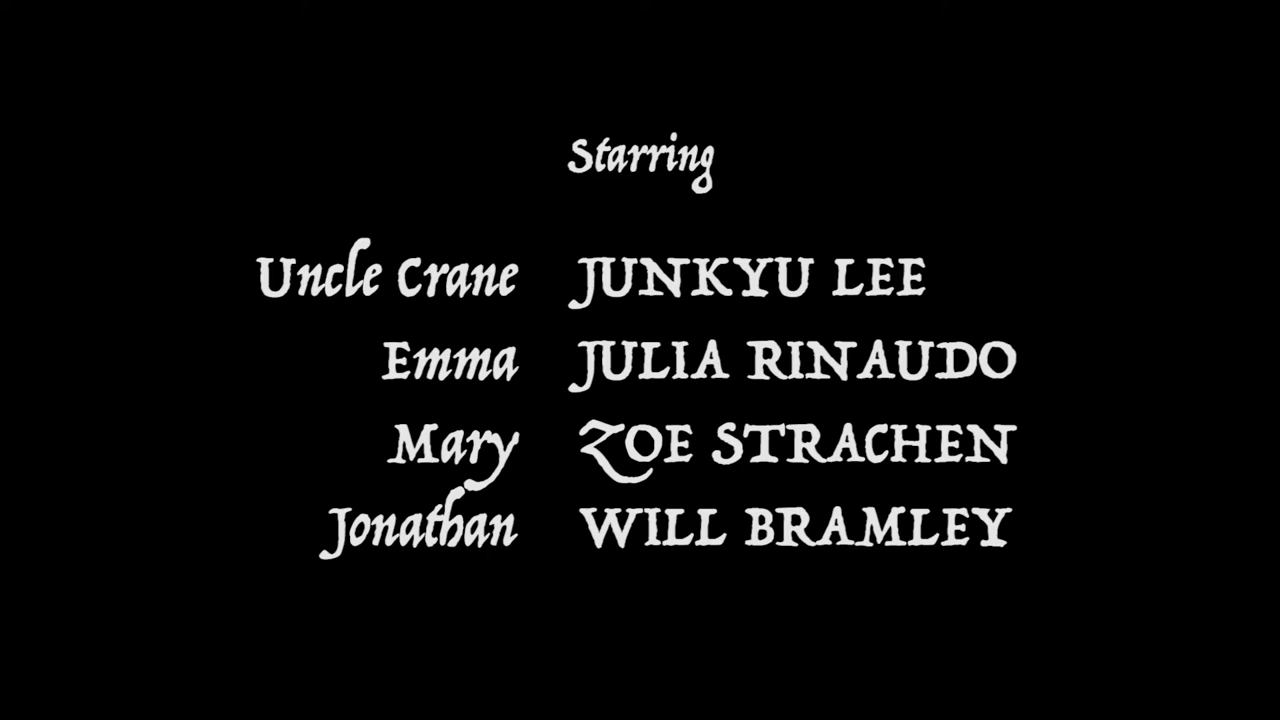 Starring
Uncle Crane JUNKYU LEE
Emma JULIA RINAUDO
Mary ZOE STRACHEN
Jonathan WILL BRAMLEY